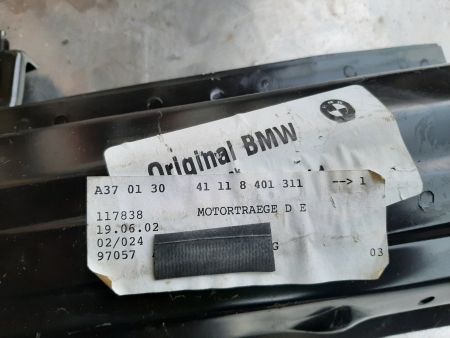 BMW
Original BMW
A37 01 30 41 11 8 401 311 --> 1
117838 MOTORTRAEGE D E
19.06.02
02/024
97057 G 03